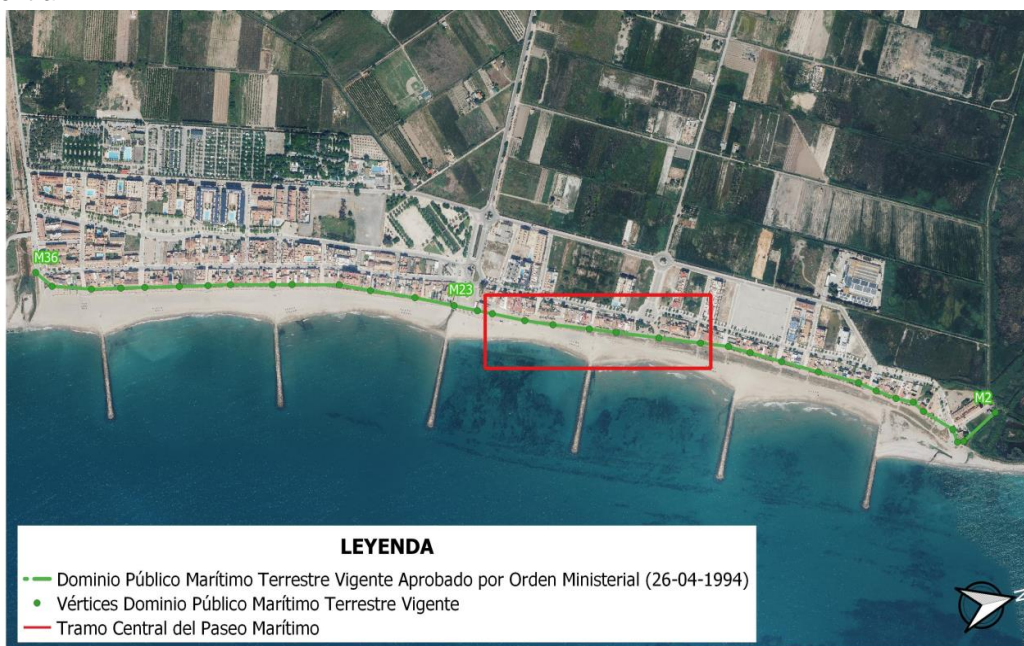 M36
M23
M2
LEYENDA
Dominio Público Marítimo Terrestre Vigente Aprobado por Orden Ministerial (26-04-1994)
Vértices Dominio Público Marítimo Terrestre Vigente
Tramo Central del Paseo Marítimo